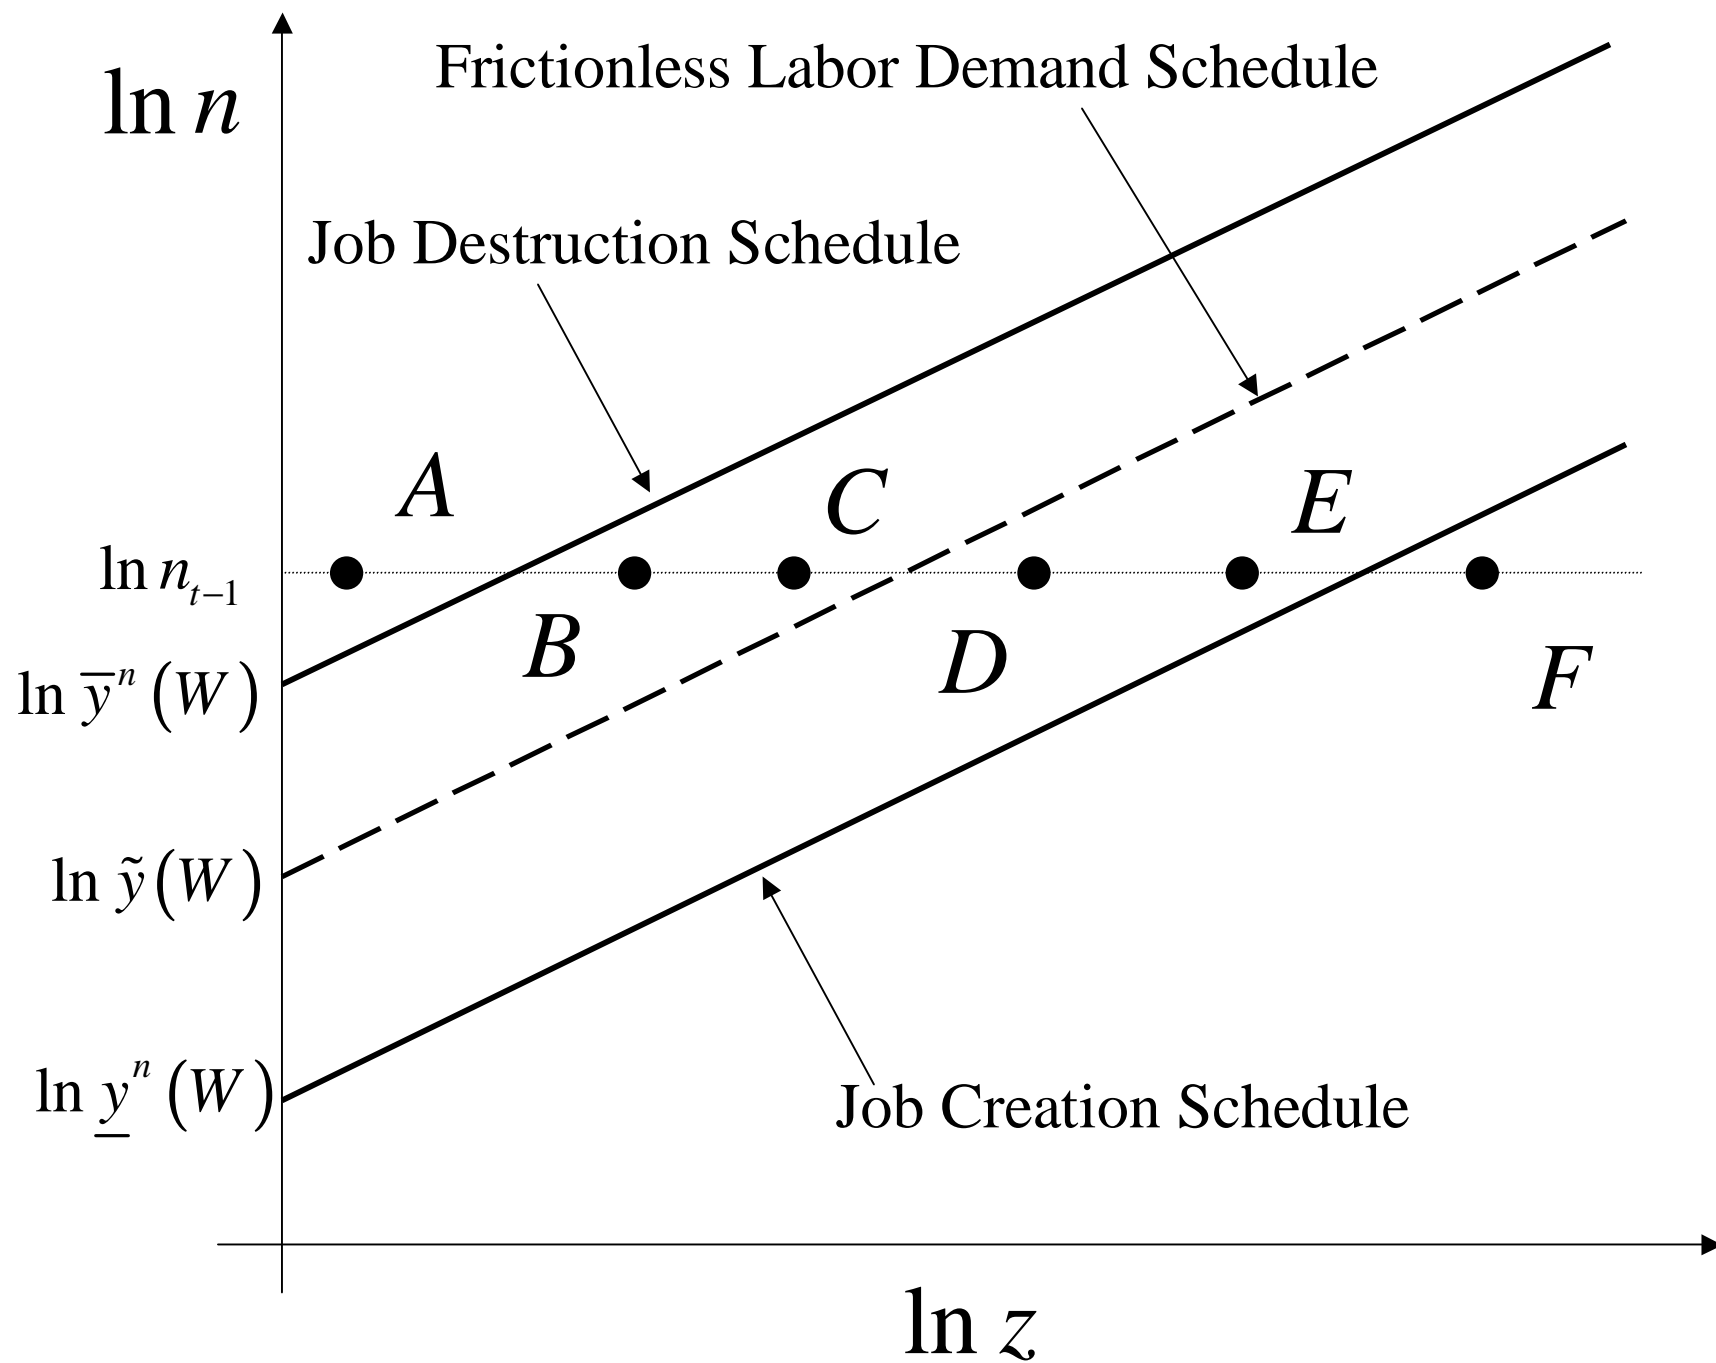 Frictionless Labor Demand Schedule
ln n
Job Destruction Schedule
A
C
E
ln n_{t−1}
B
D
F
ln y̅ⁿ (W)
ln ỹ (W)
ln y̲ⁿ (W)
Job Creation Schedule
ln z